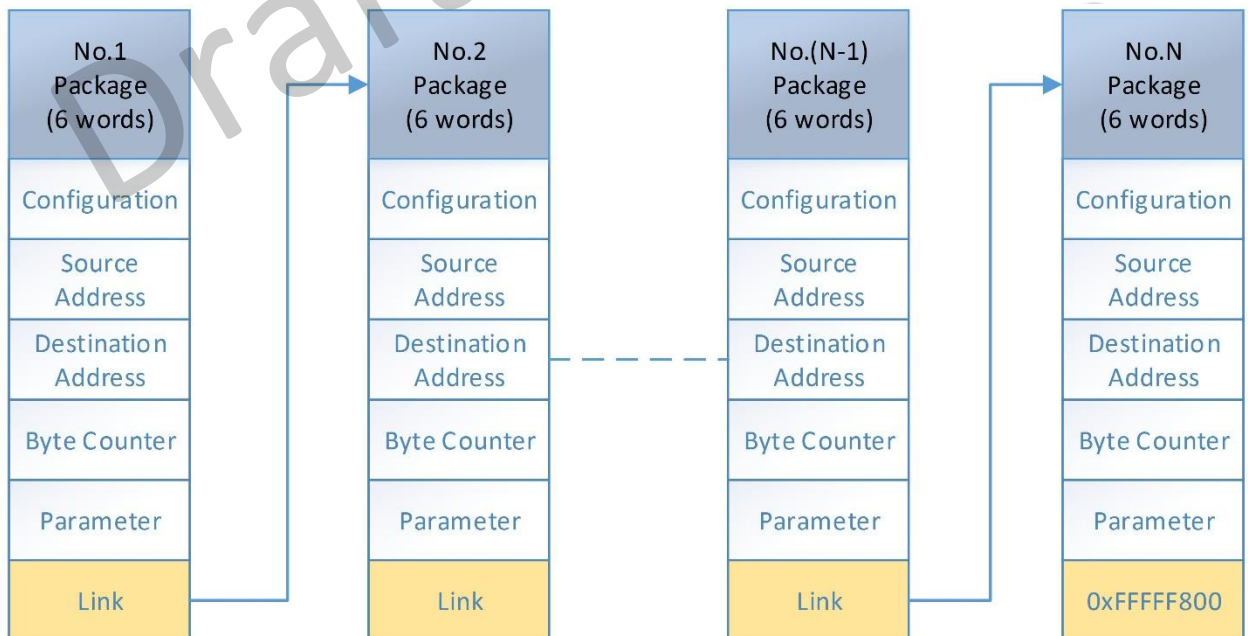 No.1
Package
(6 words)
Configuration
Source
Address
Destination
Address
Byte Counter
Parameter
Link
No.2
Package
(6 words)
Configuration
Source
Address
Destination
Address
Byte Counter
Parameter
Link
No.(N-1)
Package
(6 words)
Configuration
Source
Address
Destination
Address
Byte Counter
Parameter
Link
No.N
Package
(6 words)
Configuration
Source
Address
Destination
Address
Byte Counter
Parameter
0xFFFFF800